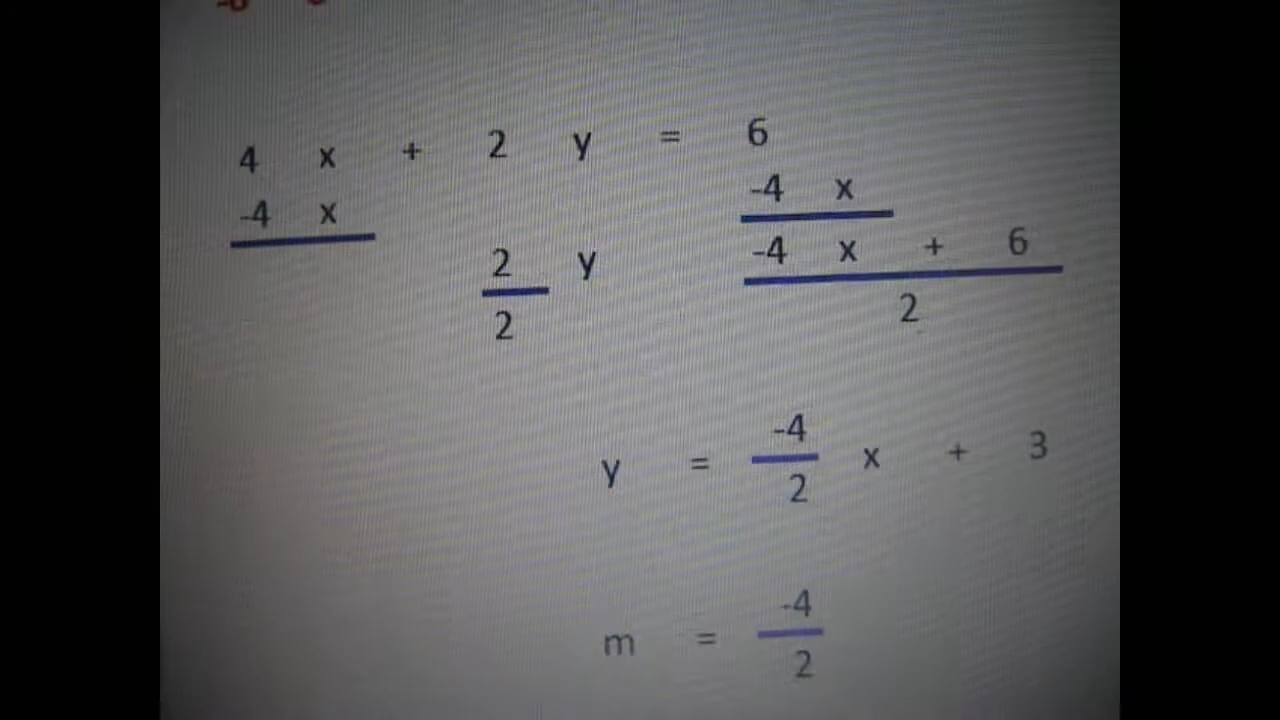 4 x + 2 y = 6
-4 x -4 x
2 y -4 x + 6
2 2
y = -4/2 x + 3
m = -4/2